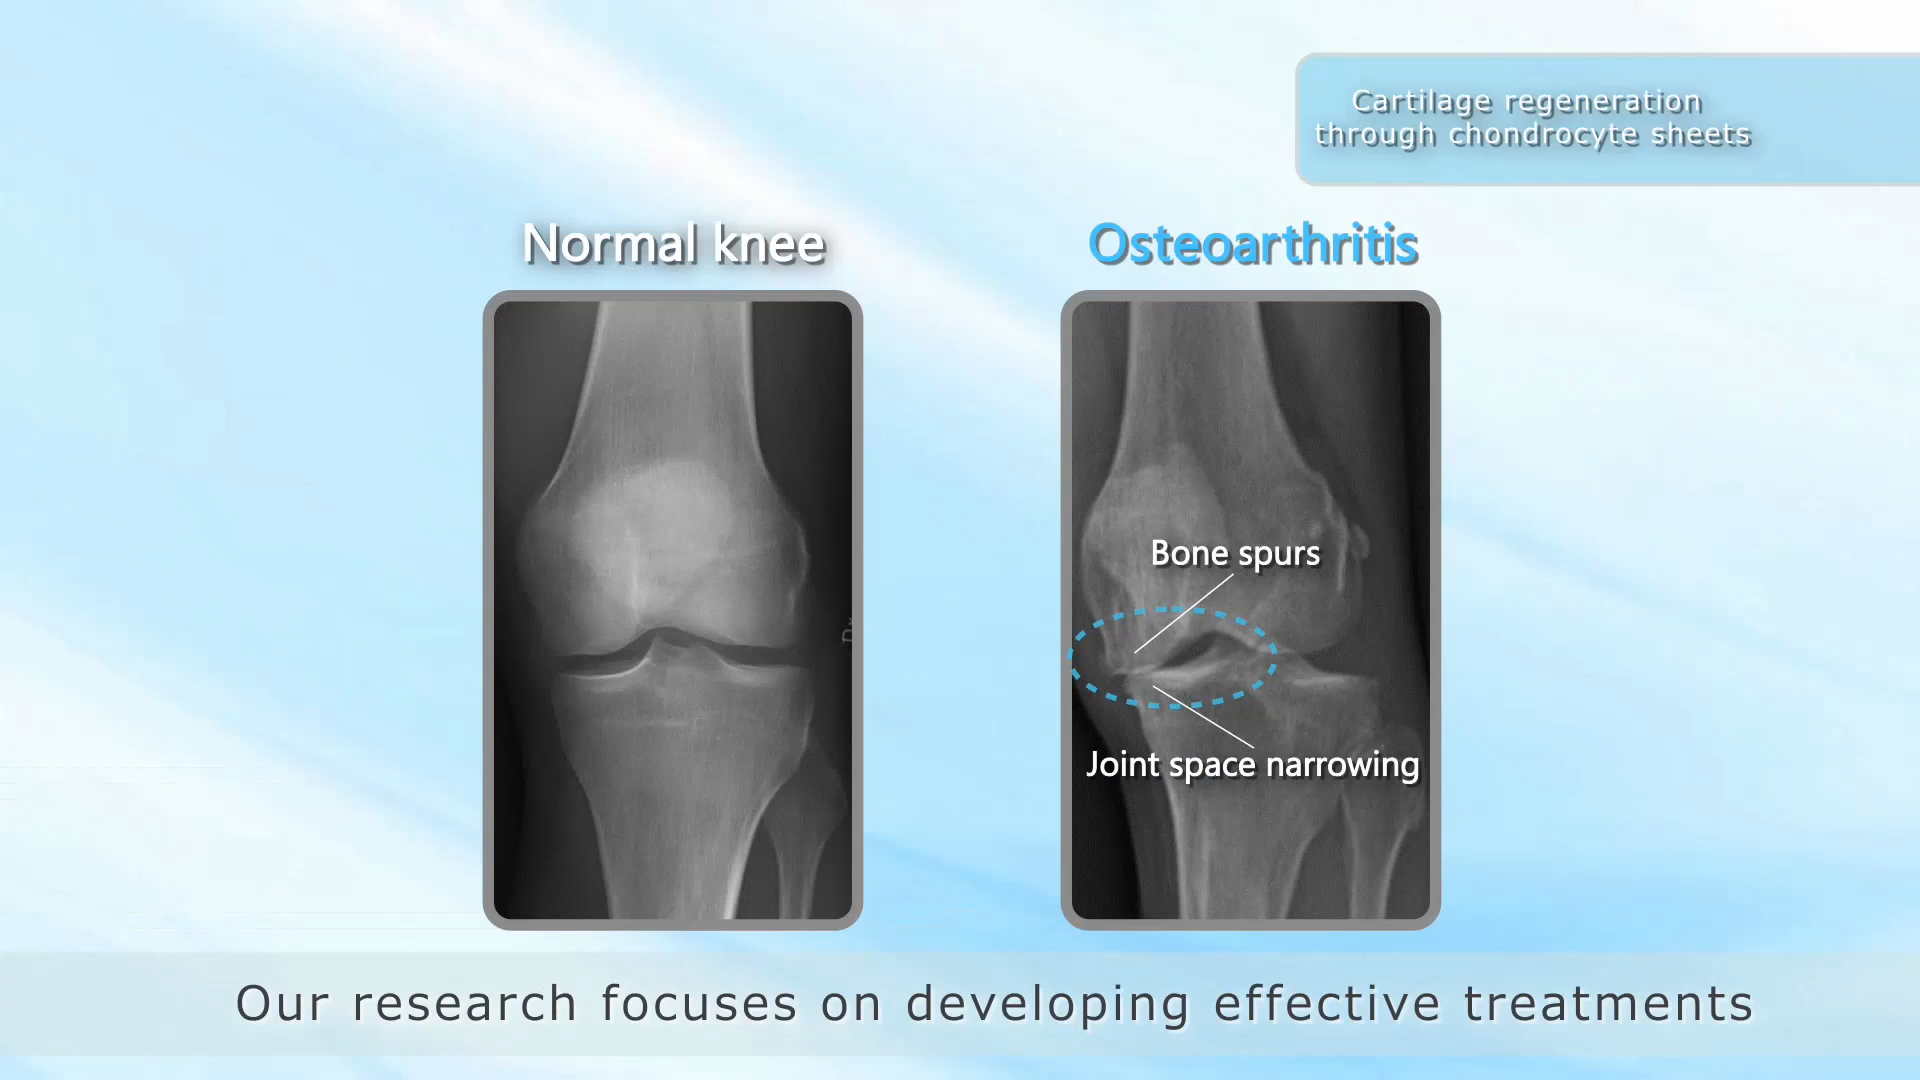 Cartilage regeneration
through chondrocyte sheets
Normal knee
Osteoarthritis
Bone spurs
Joint space narrowing
Our research focuses on developing effective treatments